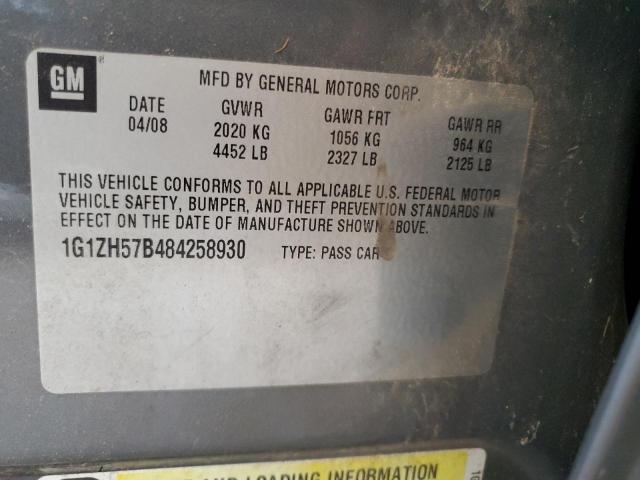 GM
MFD BY GENERAL MOTORS CORP.
DATE GVWR GAWR FRT GAWR RR
04/08 2020 KG 1056 KG 964 KG
4452 LB 2327 LB 2125 LB
THIS VEHICLE CONFORMS TO ALL APPLICABLE U.S. FEDERAL MOTOR
VEHICLE SAFETY, BUMPER, AND THEFT PREVENTION STANDARDS IN
EFFECT ON THE DATE OF MANUFACTURE SHOWN ABOVE.
1G1ZH57B484258930 TYPE: PASS CAR
AND LOADING INFORMATION